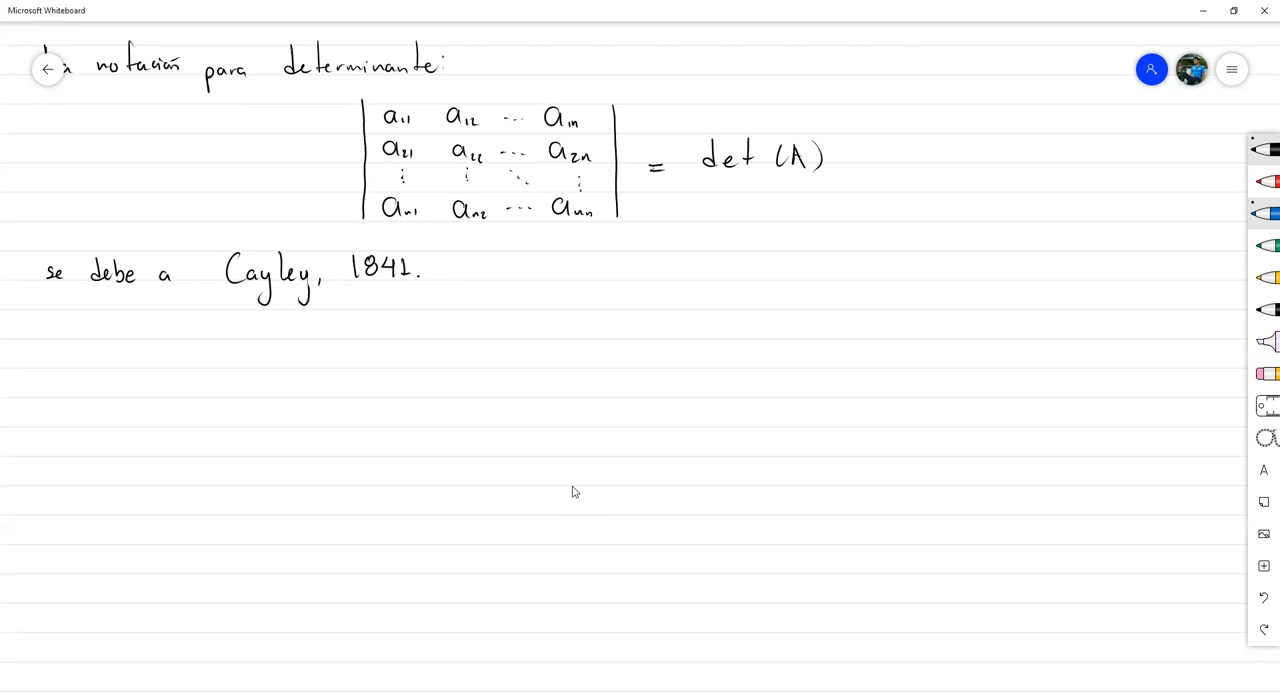 Microsoft Whiteboard
notación para determinante:
a₁₁ a₁₂ ... a₁ₙ
a₂₁ a₂₂ ... a₂ₙ
⋮ ⋮ ⋱ ⋮
aₙ₁ aₙ₂ ... aₙₙ
= det (A)
se debe a Cayley, 1841.